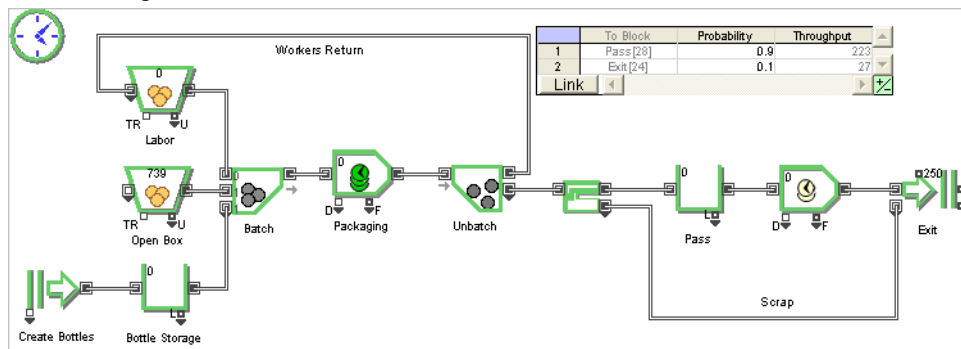 Workers Return
To Block Probability Throughput
1 Pass[28] 0.9 223
2 Exit[24] 0.1 27
Link
0
TR U
Labor
739
TR U
Open Box
0
1
1
Batch
0
D F
Packaging
Unbatch
0
L
Pass
0
D F
250
Exit
Scrap
Create Bottles
0
L
Bottle Storage